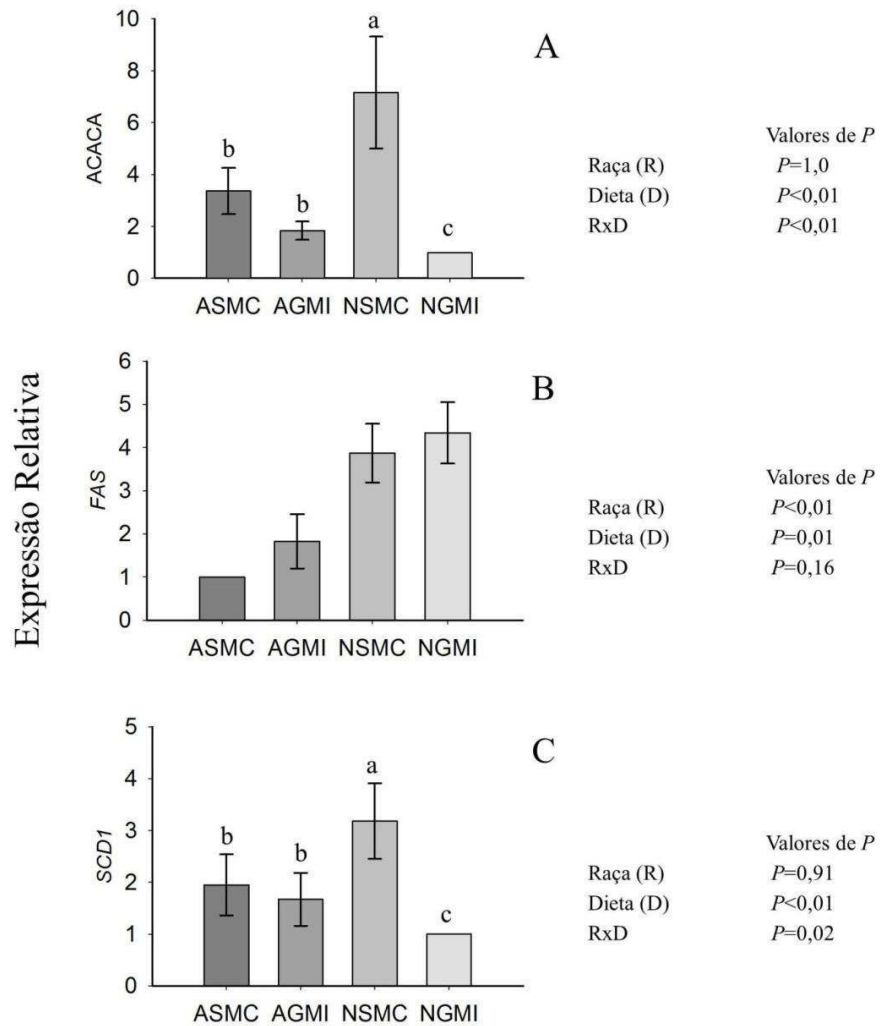 Expressão Relativa
A
ACACA
10
8
6
4
2
0
b
b
a
c
ASMC AGMI NSMC NGMI
Valores de P
Raça (R) P=1,0
Dieta (D) P<0,01
RxD P<0,01
B
FAS
6
5
4
3
2
1
0
ASMC AGMI NSMC NGMI
Valores de P
Raça (R) P<0,01
Dieta (D) P=0,01
RxD P=0,16
C
SCD1
5
4
3
2
1
0
b
b
a
c
ASMC AGMI NSMC NGMI
Valores de P
Raça (R) P=0,91
Dieta (D) P<0,01
RxD P=0,02